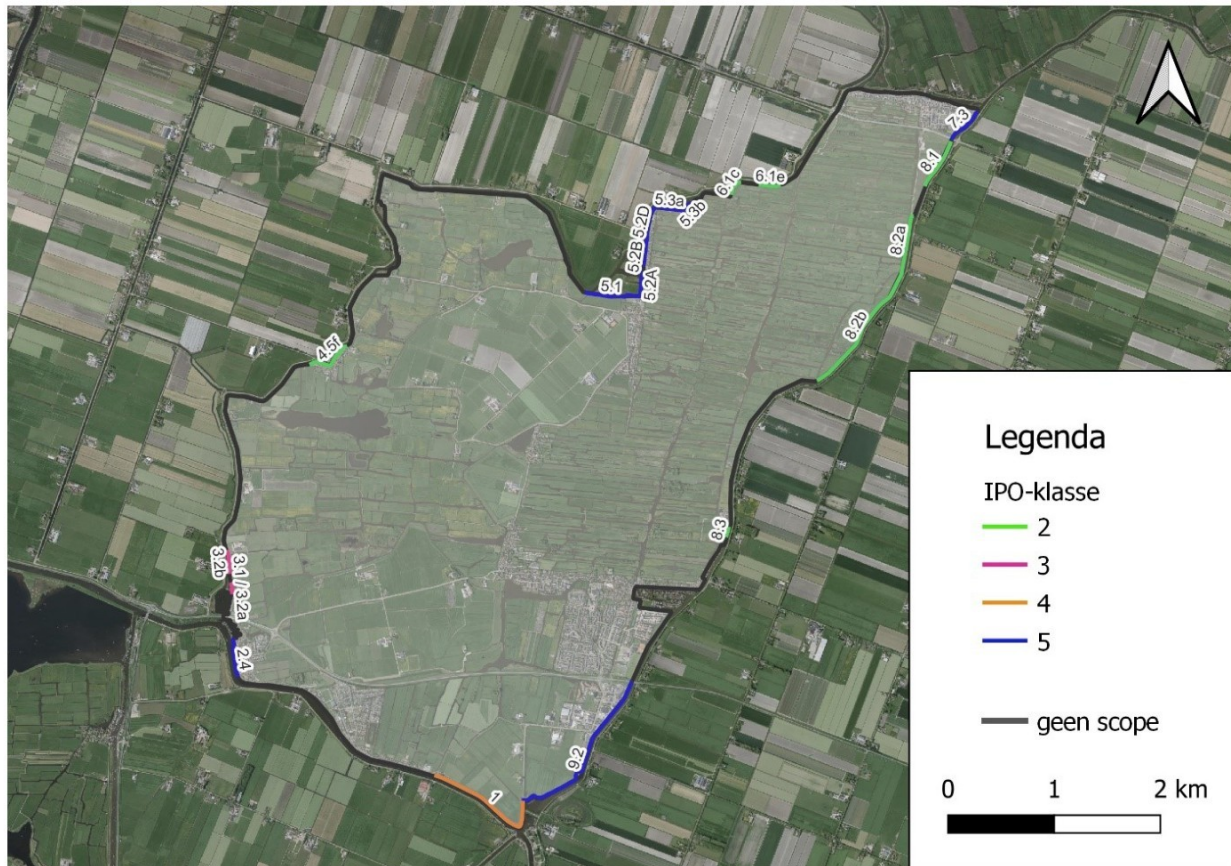 7.3
8.1
6.1c
6.1e
5.3a
5.3b
5.2D
8.2a
5.2B
5.1
5.2A
8.2b
4.5f
8.3
3.2b
3.1 / 3.2a
2.4
9.2
1
Legenda
IPO-klasse
2
3
4
5
geen scope
0 1 2 km